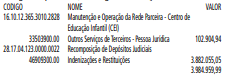 CODIGO NOME VALOR
16.10.12.365.3010.2828 Manutenção e Operação da Rede Parceira - Centro de
Educação Infantil (CEI)
33503900.00 Outros Serviços de Terceiros - Pessoa Jurídica 102.904,94
28.17.04.123.0000.0022 Recomposição de Depósitos Judiciais
46909300.00 Indenizações e Restituições 3.882.055,05
3.984.959,99